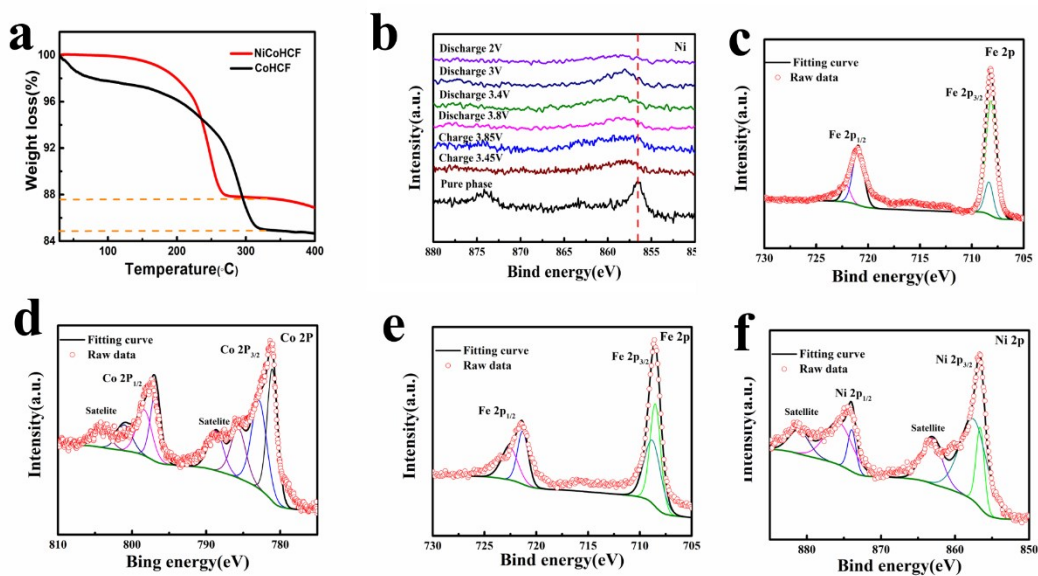 a
NiCoHCF
CoHCF
Weight loss(%)
100
96
92
88
84
100
200
300
400
Temperature(◦C)
b
Ni
Discharge 2V
Discharge 3V
Discharge 3.4V
Discharge 3.8V
Charge 3.85V
Charge 3.45V
Pure phase
Intensity(a.u.)
880
875
870
865
860
855
85
Bind energy(eV)
c
Fe 2p
Fitting curve
Raw data
Fe 2p3/2
Fe 2p1/2
Intensity(a.u.)
730
725
720
715
710
705
Bind energy(eV)
d
Co 2P
Fitting curve
Raw data
Co 2P3/2
Co 2P1/2
Satelite
Satelite
Intensity(a.u.)
810
800
790
780
Bing energy(eV)
e
Fe 2p
Fitting curve
Raw data
Fe 2p3/2
Fe 2p1/2
Intensity(a.u.)
730
725
720
715
710
705
Bind energy(eV)
f
Ni 2p
Fitting curve
Raw data
Ni 2p3/2
Ni 2p1/2
Satellite
Satellite
Intensity(a.u.)
880
870
860
850
Bind energy(eV)